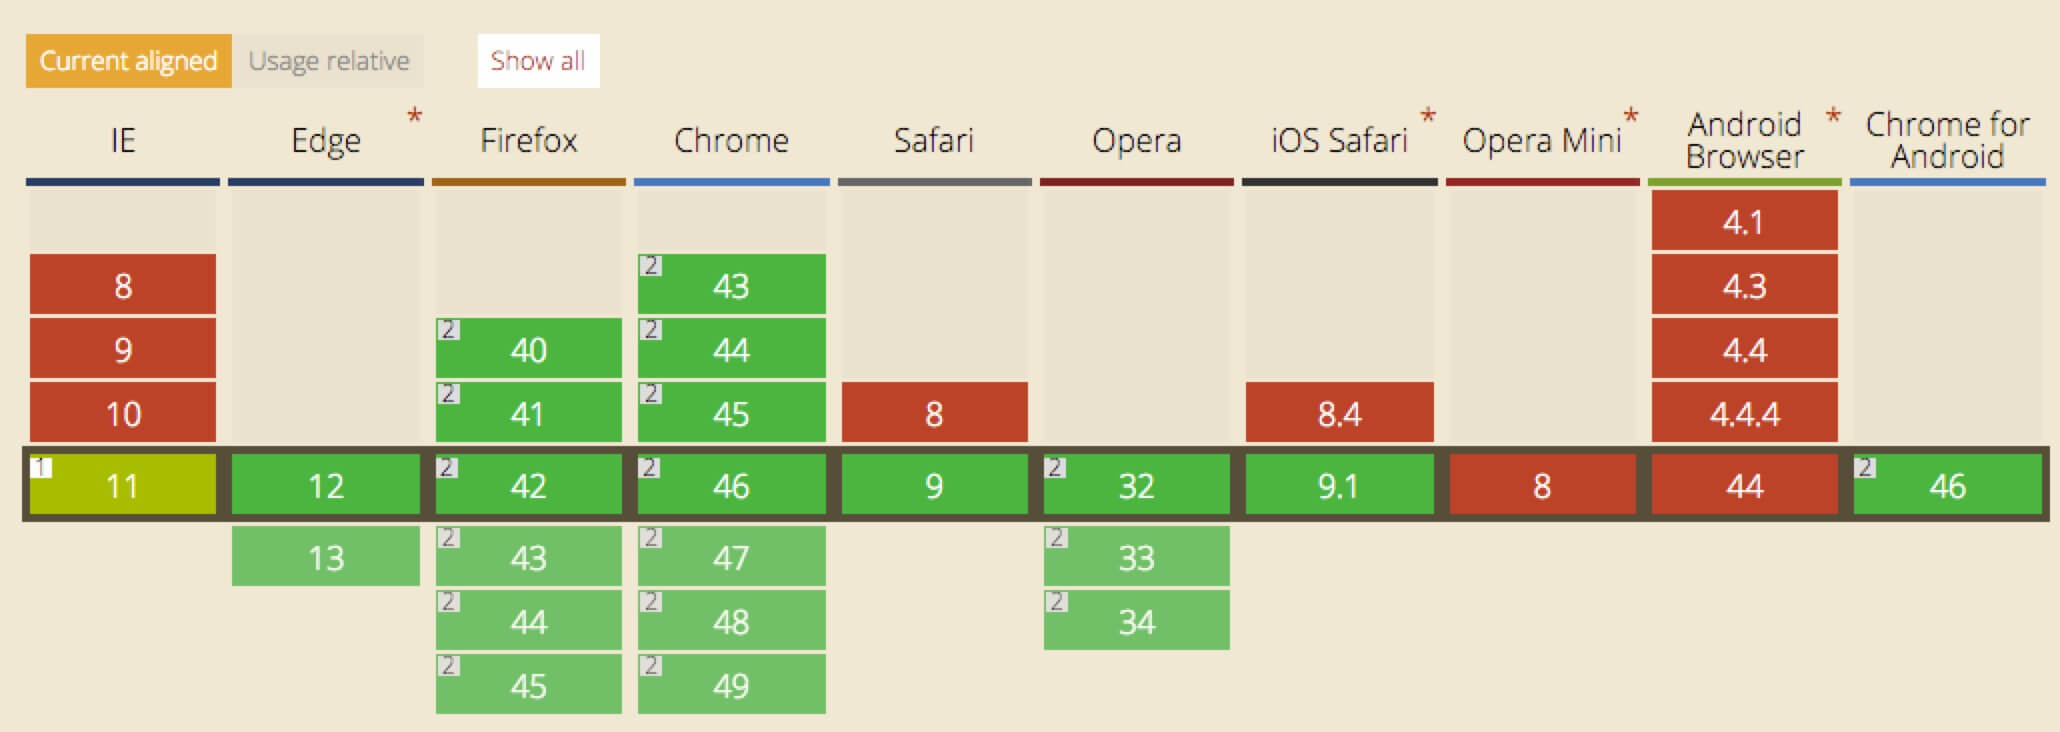 Current aligned Usage relative Show all
IE Edge * Firefox Chrome Safari Opera iOS Safari * Opera Mini * Android Browser * Chrome for Android
4.1
8 2 43 4.3
9 2 40 2 44 4.4
10 2 41 2 45 8 8.4 4.4.4
1 11 12 2 42 2 46 9 2 32 9.1 8 44 2 46
13 2 43 2 47 2 33
2 44 2 48 2 34
2 45 2 49